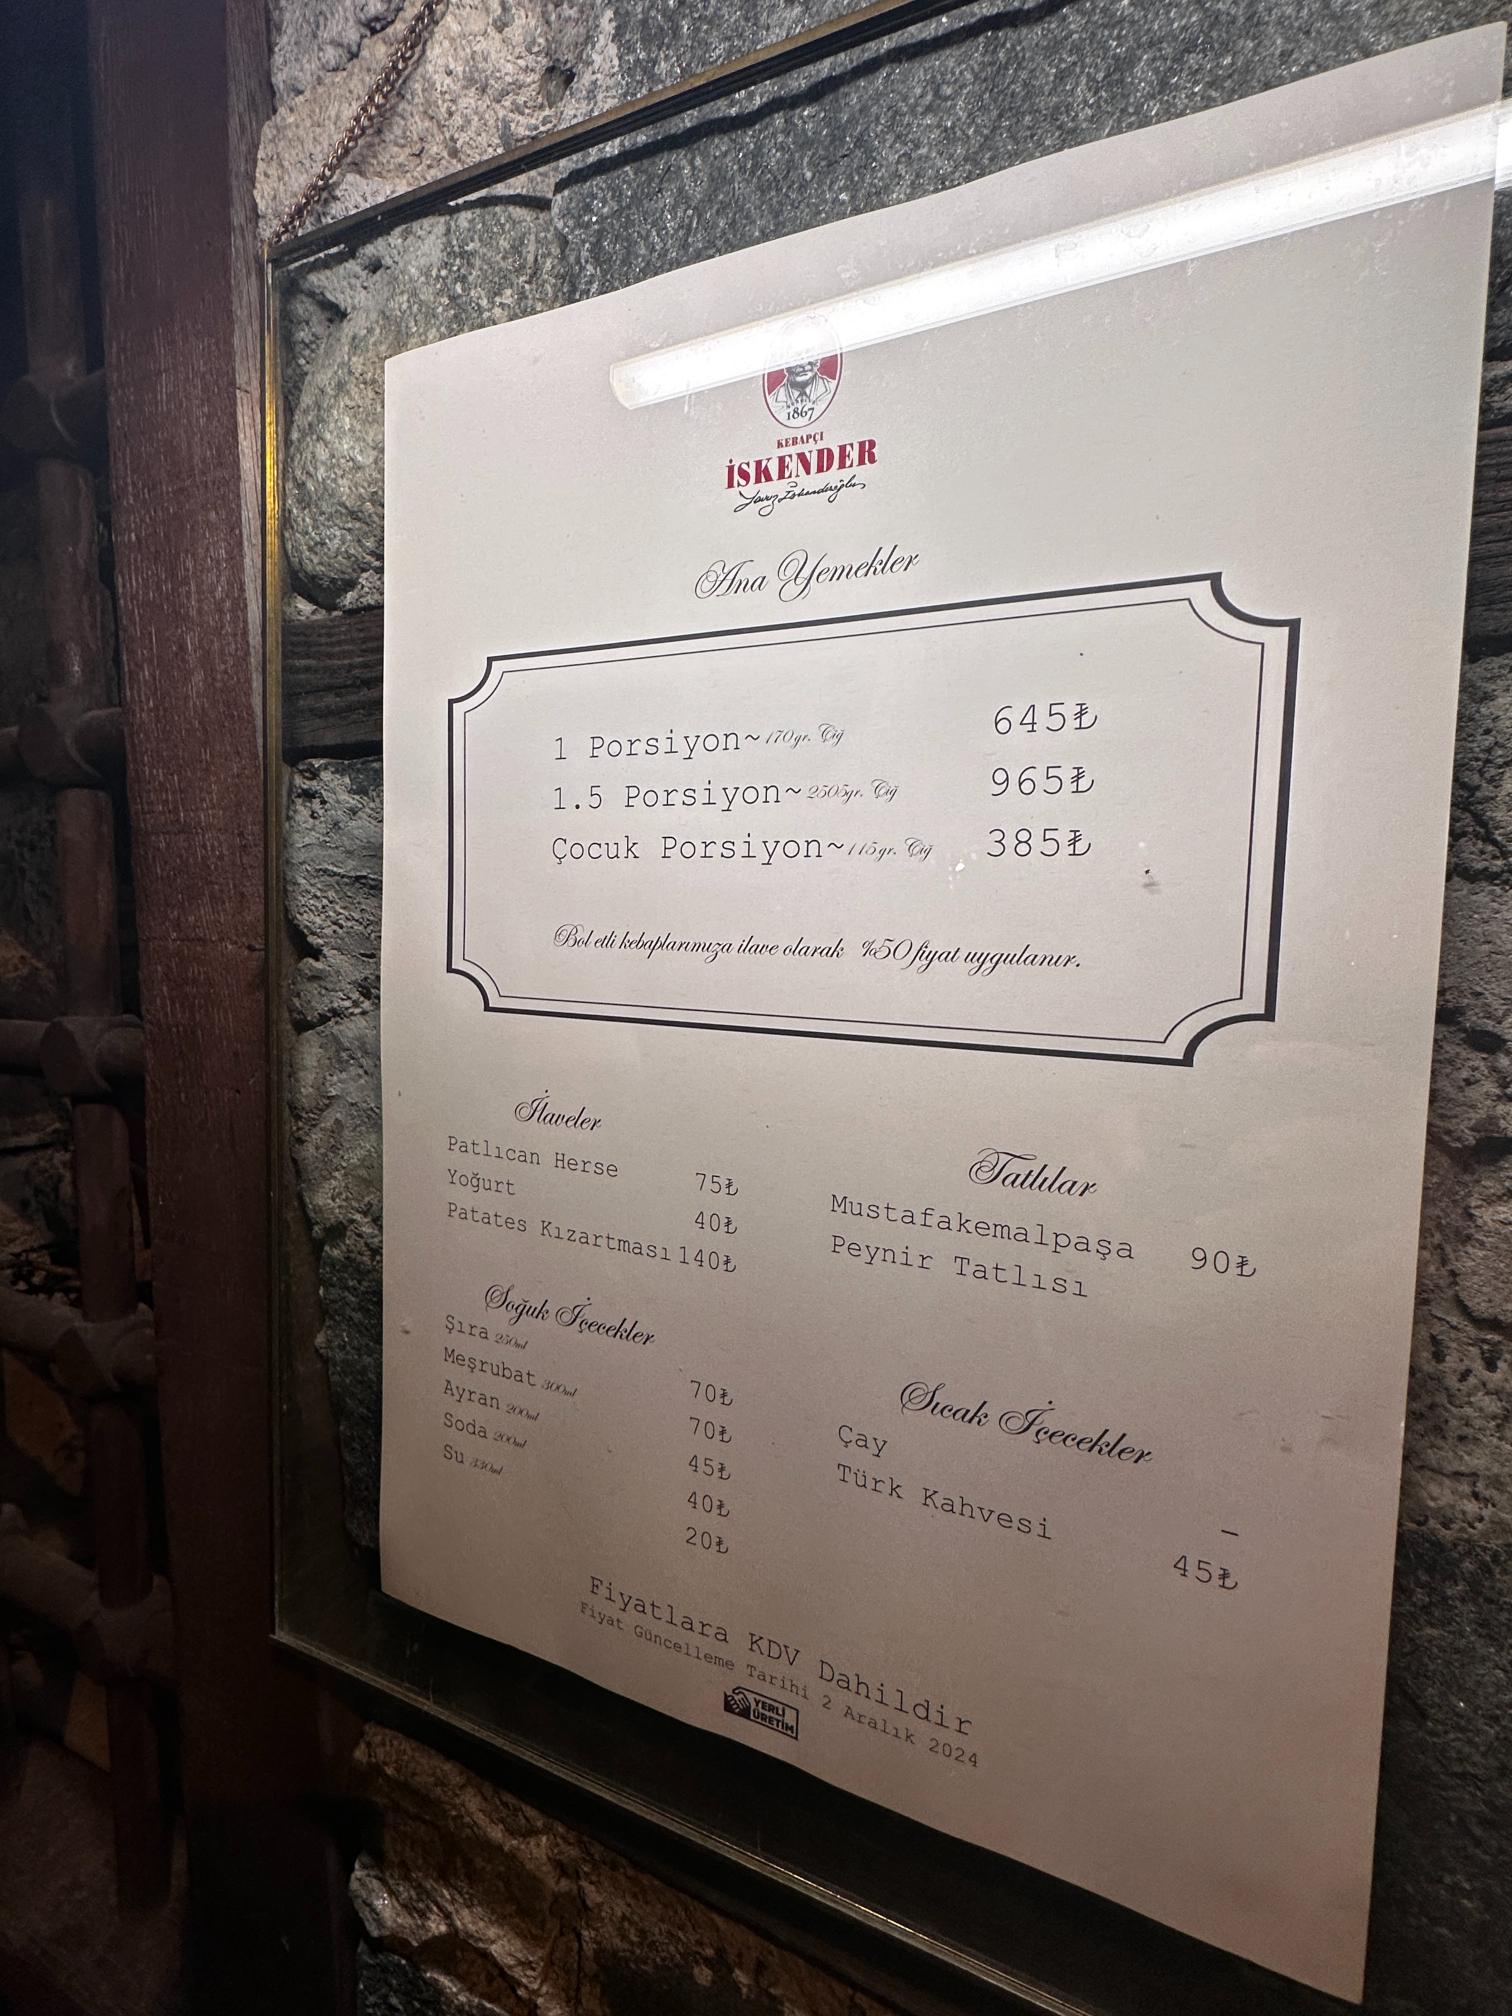 1867
KEBAPÇI
İSKENDER
Yavuz İskenderoğlu
Ana Yemekler
1 Porsiyon~170gr. Çiğ 645₺
1.5 Porsiyon~2505gr. Çiğ 965₺
Çocuk Porsiyon~115gr. Çiğ 385₺
Bol etli kebaplarımıza ilave olarak %50 fiyat uygulanır.
İlaveler
Patlıcan Herse 75₺
Yoğurt 40₺
Patates Kızartması 140₺
Tatlılar
Mustafakemalpaşa 90₺
Peynir Tatlısı
Soğuk İçecekler
Şıra 250ml 70₺
Meşrubat 300ml 70₺
Ayran 200ml 45₺
Soda 200ml 40₺
Su 330ml 20₺
Sıcak İçecekler
Çay –
Türk Kahvesi 45₺
Fiyatlara KDV Dahildir
Fiyat Güncelleme Tarihi 2 Aralık 2024
YERLİ
ÜRETİM